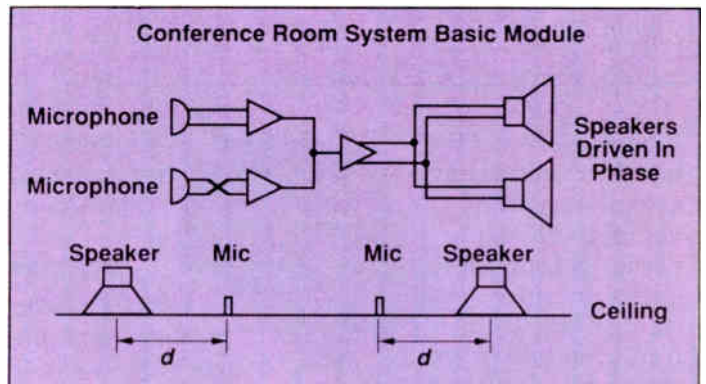 Conference Room System Basic Module
Microphone
Speakers
Driven In
Phase
Microphone
Speaker Mic Mic Speaker
Ceiling
d d